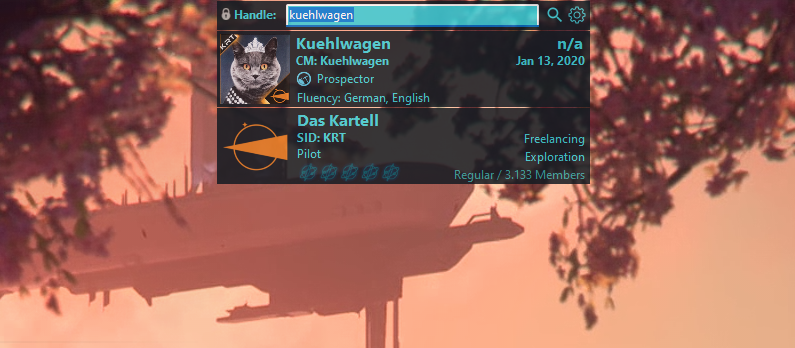 Handle: kuehlwagen
KRT
Kuehlwagen n/a
CM: Kuehlwagen Jan 13, 2020
Prospector
Fluency: German, English
Das Kartell
SID: KRT Freelancing
Pilot Exploration
Regular / 3.133 Members